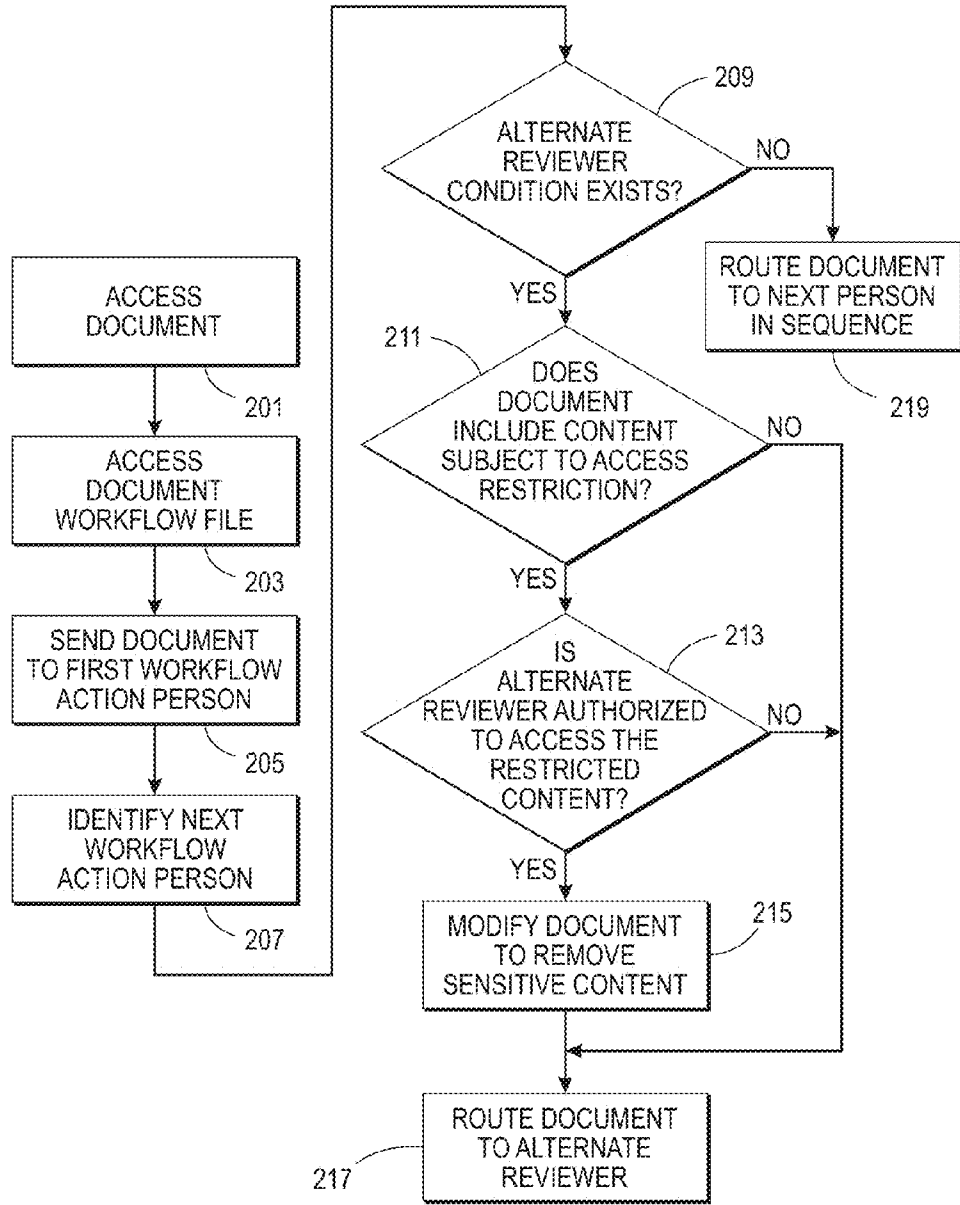 ACCESS
DOCUMENT
201
ACCESS
DOCUMENT
WORKFLOW FILE
203
SEND DOCUMENT
TO FIRST WORKFLOW
ACTION PERSON
205
IDENTIFY NEXT
WORKFLOW
ACTION PERSON
207
ALTERNATE
REVIEWER
CONDITION EXISTS?
209
NO
YES
ROUTE DOCUMENT
TO NEXT PERSON
IN SEQUENCE
219
211
DOES
DOCUMENT
INCLUDE CONTENT
SUBJECT TO ACCESS
RESTRICTION?
NO
YES
213
IS
ALTERNATE
REVIEWER AUTHORIZED
TO ACCESS THE
RESTRICTED
CONTENT?
NO
YES
MODIFY DOCUMENT
TO REMOVE
SENSITIVE CONTENT
215
ROUTE DOCUMENT
TO ALTERNATE
REVIEWER
217